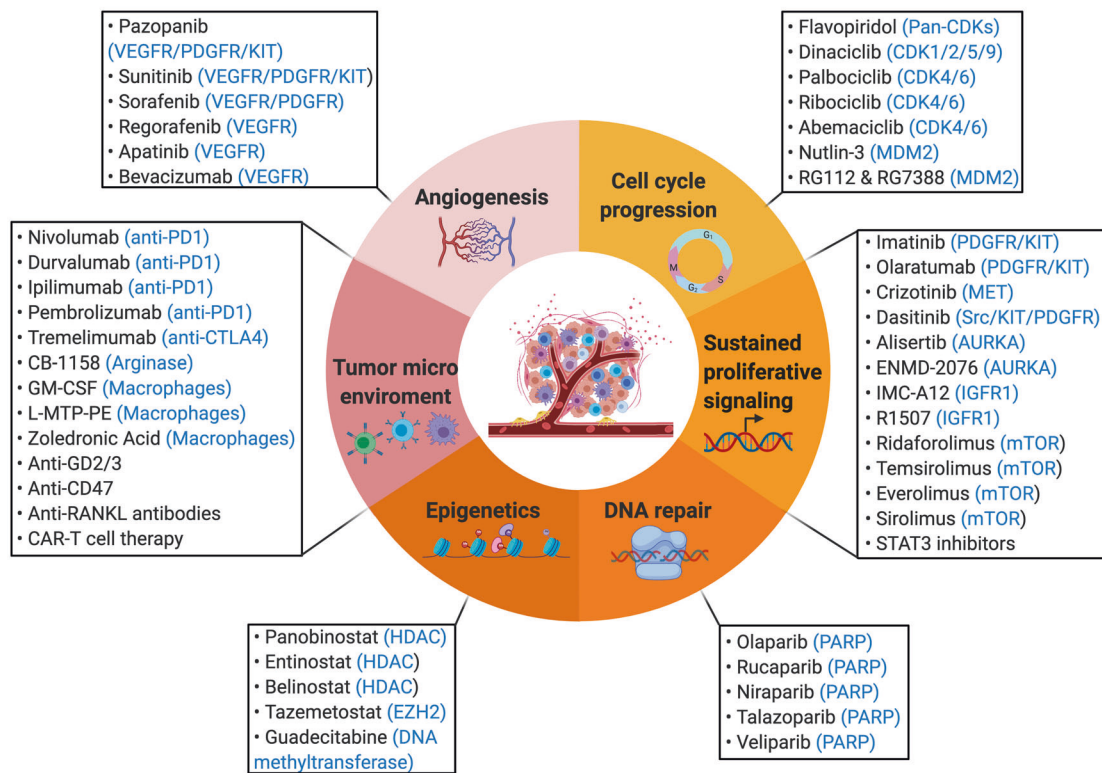 • Pazopanib
(VEGFR/PDGFR/KIT)
• Sunitinib (VEGFR/PDGFR/KIT)
• Sorafenib (VEGFR/PDGFR)
• Regorafenib (VEGFR)
• Apatinib (VEGFR)
• Bevacizumab (VEGFR)
• Flavopiridol (Pan-CDKs)
• Dinaciclib (CDK1/2/5/9)
• Palbociclib (CDK4/6)
• Ribociclib (CDK4/6)
• Abemaciclib (CDK4/6)
• Nutlin-3 (MDM2)
• RG112 & RG7388 (MDM2)
Angiogenesis
Cell cycle
progression
G1
S
G2
M
• Nivolumab (anti-PD1)
• Durvalumab (anti-PD1)
• Ipilimumab (anti-PD1)
• Pembrolizumab (anti-PD1)
• Tremelimumab (anti-CTLA4)
• CB-1158 (Arginase)
• GM-CSF (Macrophages)
• L-MTP-PE (Macrophages)
• Zoledronic Acid (Macrophages)
• Anti-GD2/3
• Anti-CD47
• Anti-RANKL antibodies
• CAR-T cell therapy
Tumor micro
enviroment
Sustained
proliferative
signaling
• Imatinib (PDGFR/KIT)
• Olaratumab (PDGFR/KIT)
• Crizotinib (MET)
• Dasitinib (Src/KIT/PDGFR)
• Alisertib (AURKA)
• ENMD-2076 (AURKA)
• IMC-A12 (IGFR1)
• R1507 (IGFR1)
• Ridaforolimus (mTOR)
• Temsirolimus (mTOR)
• Everolimus (mTOR)
• Sirolimus (mTOR)
• STAT3 inhibitors
Epigenetics
DNA repair
• Panobinostat (HDAC)
• Entinostat (HDAC)
• Belinostat (HDAC)
• Tazemetostat (EZH2)
• Guadecitabine (DNA
methyltransferase)
• Olaparib (PARP)
• Rucaparib (PARP)
• Niraparib (PARP)
• Talazoparib (PARP)
• Veliparib (PARP)